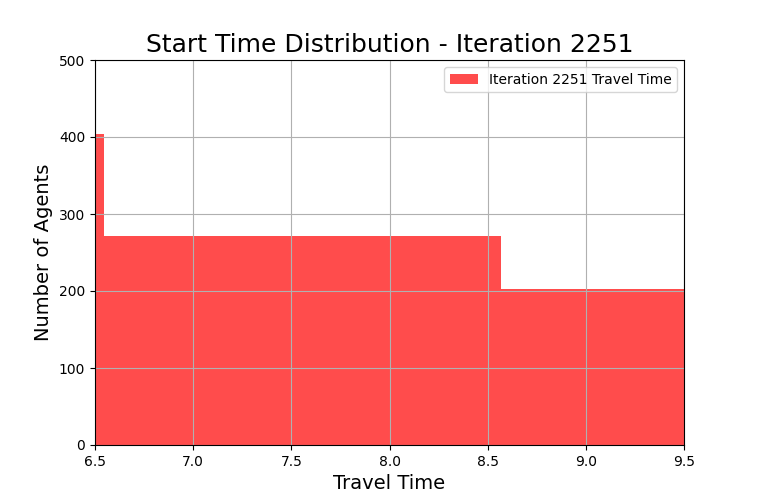 Start Time Distribution - Iteration 2251
Iteration 2251 Travel Time
Number of Agents
500
400
300
200
100
0
6.5 7.0 7.5 8.0 8.5 9.0 9.5
Travel Time